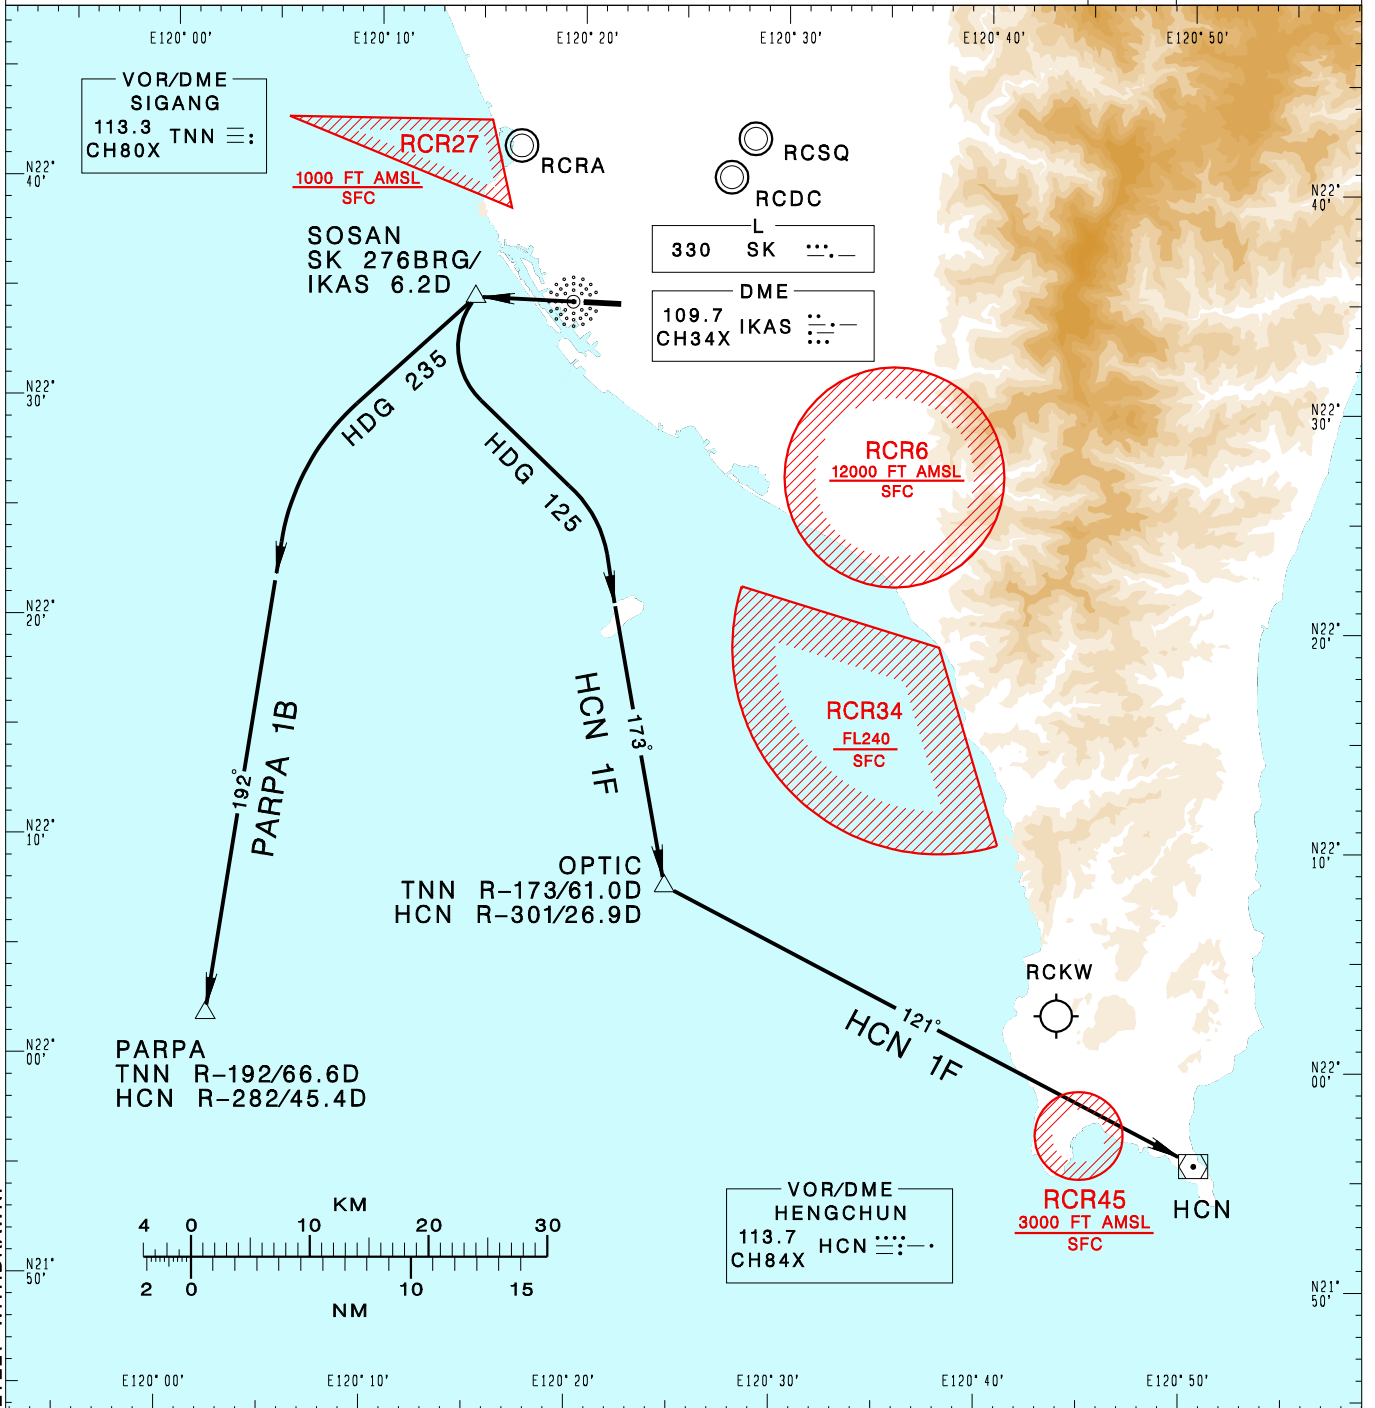 E120° 00'
E120° 10'
E120° 20'
E120° 30'
E120° 40'
E120° 50'
VOR/DME
SIGANG
113.3
CH80X
TNN
RCR27
1000 FT AMSL
SFC
RCRA
RCSQ
RCDC
N22°
40'
N22°
40'
L
330 SK
SOSAN
SK 276BRG/
IKAS 6.2D
DME
109.7
CH34X
IKAS
HDG 235
HDG 125
N22°
30'
N22°
30'
RCR6
12000 FT AMSL
SFC
N22°
20'
N22°
20'
RCR34
FL240
SFC
HCN 1F
173°
PARPA 1B
192°
N22°
10'
N22°
10'
OPTIC
TNN R-173/61.0D
HCN R-301/26.9D
RCKW
121°
HCN 1F
N22°
00'
N22°
00'
PARPA
TNN R-192/66.6D
HCN R-282/45.4D
VOR/DME
HENGCHUN
113.7
CH84X
HCN
RCR45
3000 FT AMSL
SFC
HCN
KM
4 0 10 20 30
2 0 10 15
NM
N21°
50'
N21°
50'
E120° 00'
E120° 10'
E120° 20'
E120° 30'
E120° 40'
E120° 50'